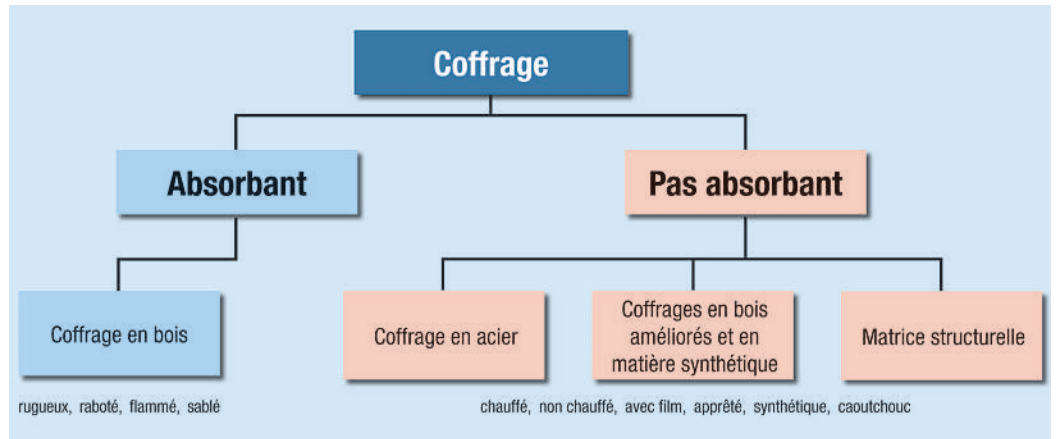 Coffrage
Absorbant
Pas absorbant
Coffrage en bois
Coffrage en acier
Coffrages en bois
améliorés et en
matière synthétique
Matrice structurelle
rugueux, raboté, flammé, sablé
chauffé, non chauffé, avec film, apprêté, synthétique, caoutchouc